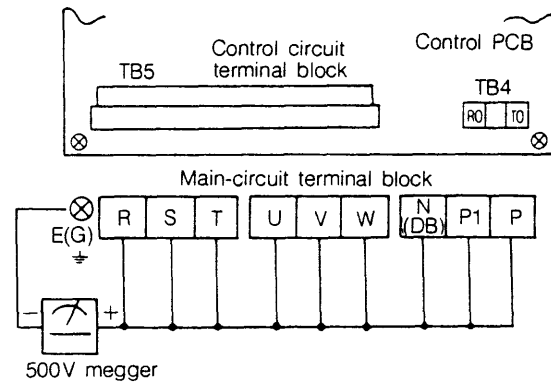 Control circuit
terminal block
Control PCB
TB5
TB4
RO TO
Main-circuit terminal block
E(G)
R S T U V W N
(DB) P1 P
− +
500V megger